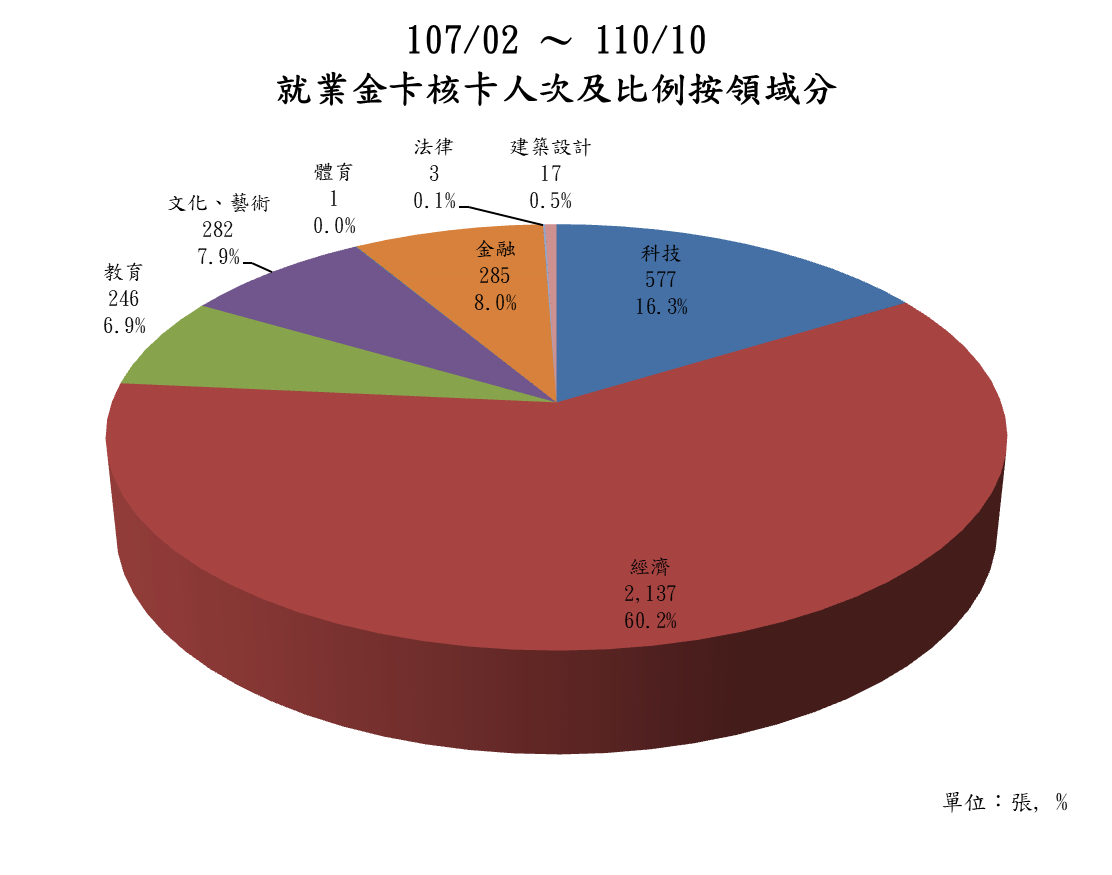 107/02 ～ 110/10
就業金卡核卡人次及比例按領域分
法律
3
0.1%
建築設計
17
0.5%
體育
1
0.0%
文化、藝術
282
7.9%
教育
246
6.9%
金融
285
8.0%
科技
577
16.3%
經濟
2,137
60.2%
單位：張, %